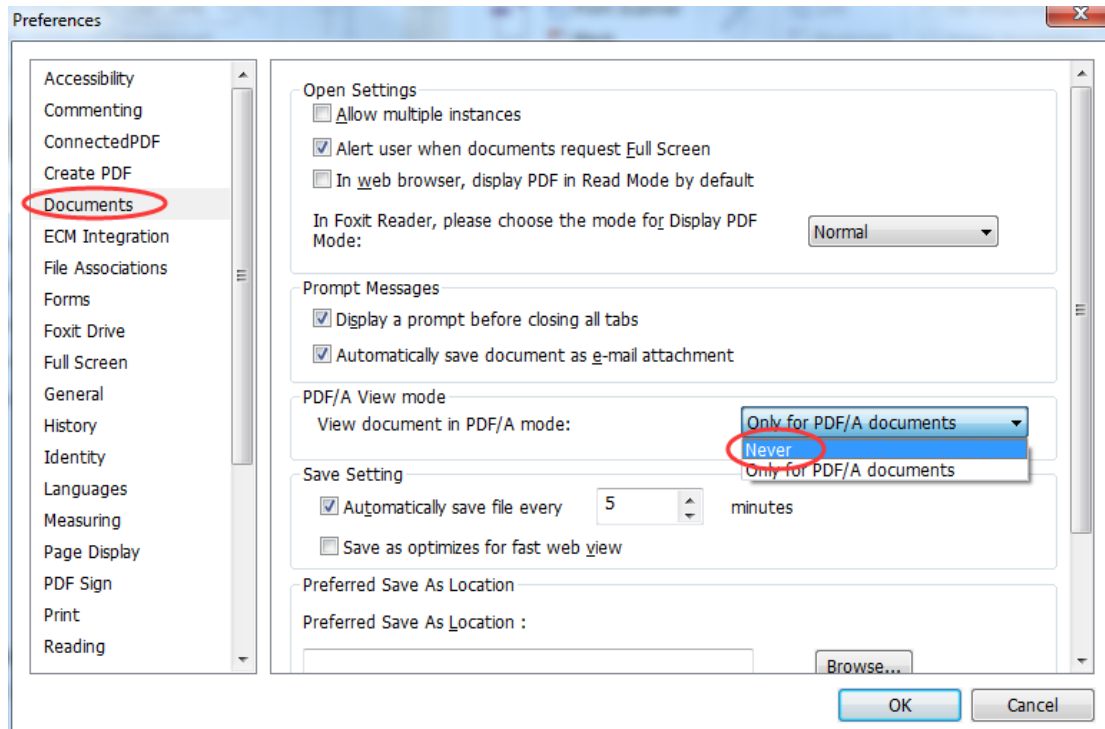 Preferences
Accessibility
Commenting
ConnectedPDF
Create PDF
Documents
ECM Integration
File Associations
Forms
Foxit Drive
Full Screen
General
History
Identity
Languages
Measuring
Page Display
PDF Sign
Print
Reading
Open Settings
Allow multiple instances
Alert user when documents request Full Screen
In web browser, display PDF in Read Mode by default
In Foxit Reader, please choose the mode for Display PDF
Mode:
Normal
Prompt Messages
Display a prompt before closing all tabs
Automatically save document as e-mail attachment
PDF/A View mode
View document in PDF/A mode:
Only for PDF/A documents
Never
Only for PDF/A documents
Save Setting
Automatically save file every 5 minutes
Save as optimizes for fast web view
Preferred Save As Location
Preferred Save As Location :
Browse...
OK
Cancel